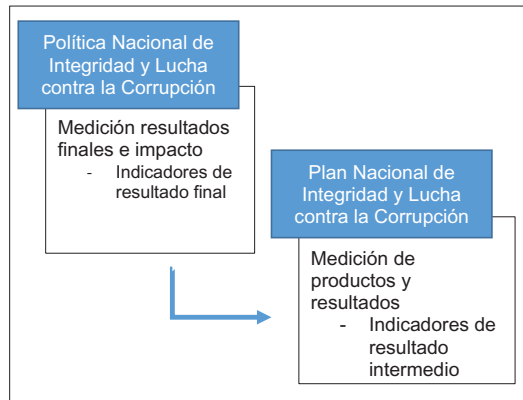 Política Nacional de
Integridad y Lucha
contra la Corrupción
Medición resultados
finales e impacto
- Indicadores de
resultado final
Plan Nacional de
Integridad y Lucha
contra la Corrupción
Medición de
productos y
resultados
- Indicadores de
resultado
intermedio